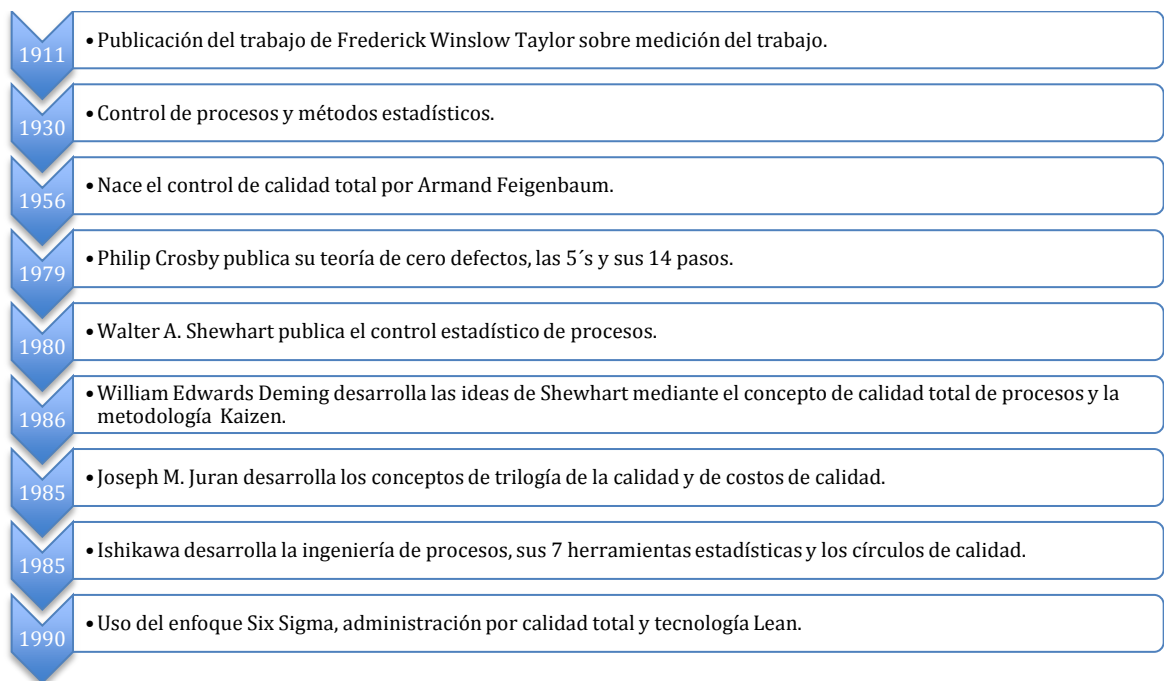 1911
• Publicación del trabajo de Frederick Winslow Taylor sobre medición del trabajo.
1930
• Control de procesos y métodos estadísticos.
1956
• Nace el control de calidad total por Armand Feigenbaum.
1979
• Philip Crosby publica su teoría de cero defectos, las 5´s y sus 14 pasos.
1980
• Walter A. Shewhart publica el control estadístico de procesos.
1986
• William Edwards Deming desarrolla las ideas de Shewhart mediante el concepto de calidad total de procesos y la
metodología Kaizen.
1985
• Joseph M. Juran desarrolla los conceptos de trilogía de la calidad y de costos de calidad.
1985
• Ishikawa desarrolla la ingeniería de procesos, sus 7 herramientas estadísticas y los círculos de calidad.
1990
• Uso del enfoque Six Sigma, administración por calidad total y tecnología Lean.